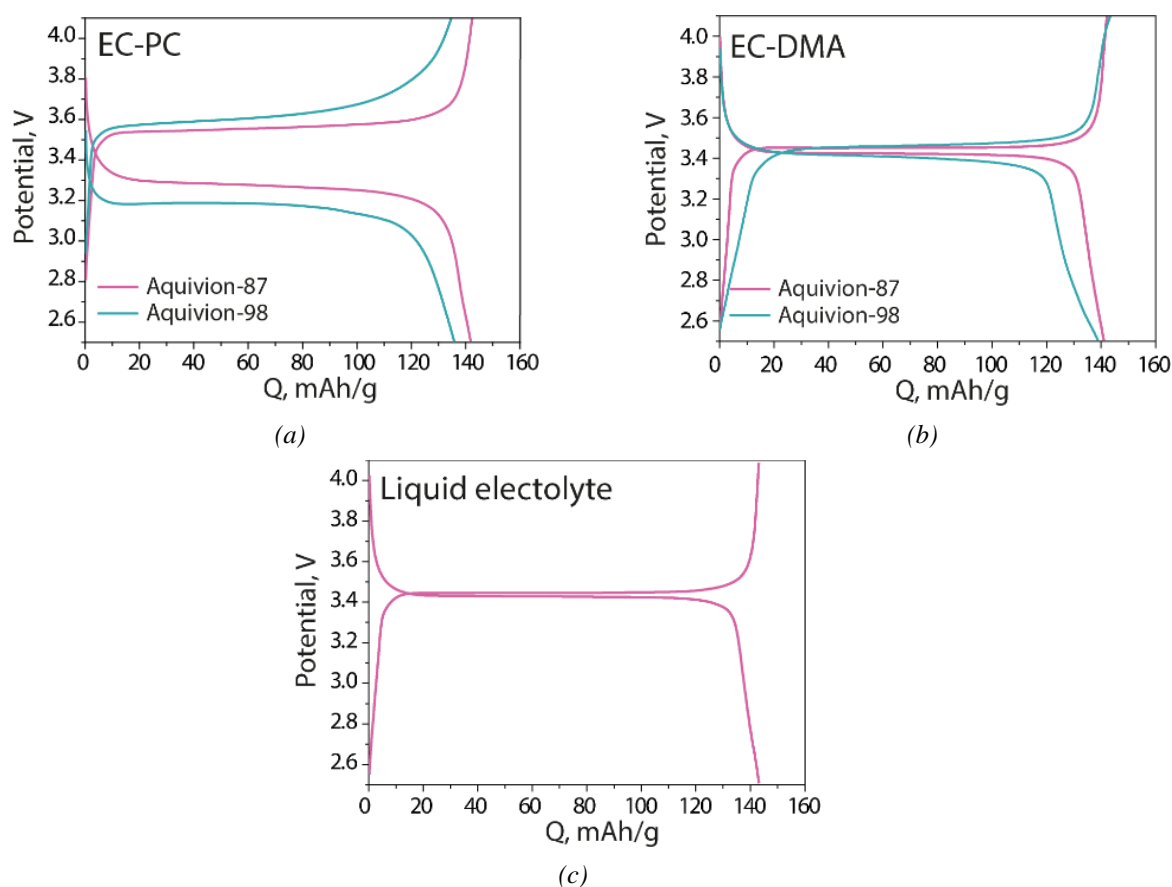 EC-PC
Potential, V
4.0
3.8
3.6
3.4
3.2
3.0
2.8
2.6
Aquivion-87
Aquivion-98
0 20 40 60 80 100 120 140 160
Q, mAh/g
(a)
EC-DMA
Potential, V
4.0
3.8
3.6
3.4
3.2
3.0
2.8
2.6
Aquivion-87
Aquivion-98
0 20 40 60 80 100 120 140 160
Q, mAh/g
(b)
Liquid electolyte
Potential, V
4.0
3.8
3.6
3.4
3.2
3.0
2.8
2.6
0 20 40 60 80 100 120 140 160
Q, mAh/g
(c)